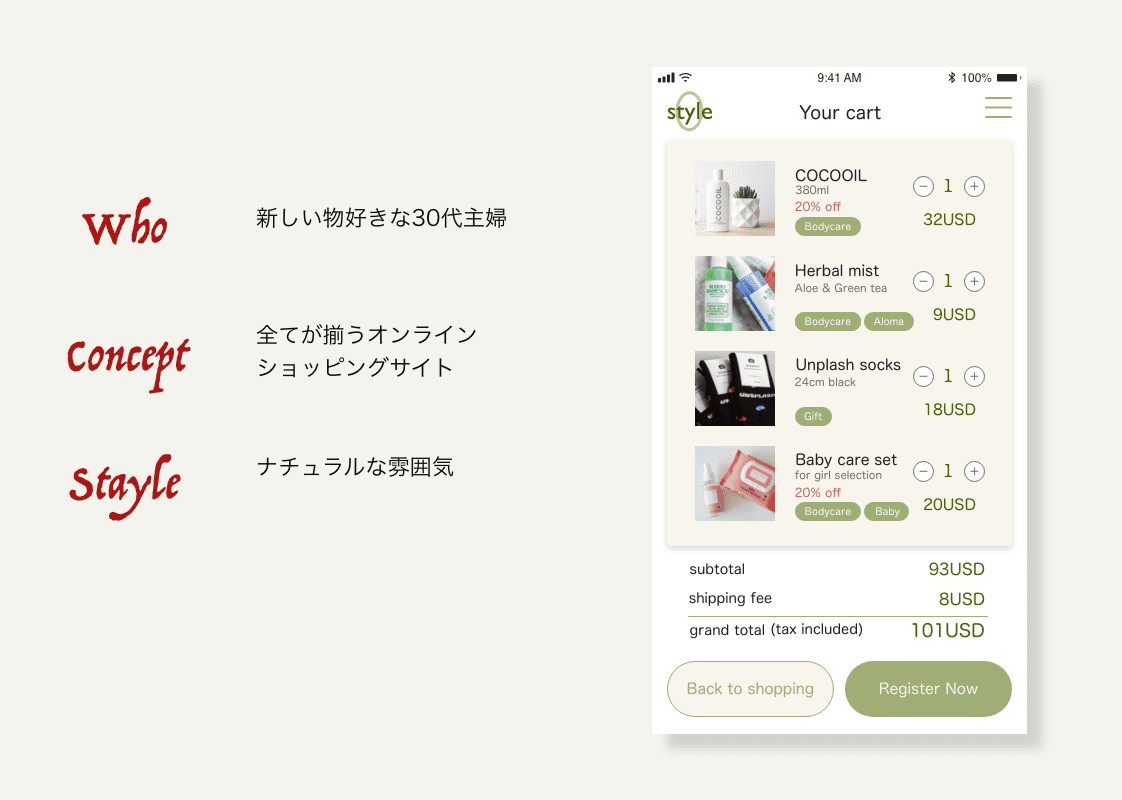 Who
新しい物好きな30代主婦
Concept
全てが揃うオンライン
ショッピングサイト
Stayle
ナチュラルな雰囲気
9:41 AM
100%
style
Your cart
COCOOIL
COCOOIL
380ml
20% off
Bodycare
1
32USD
Herbal mist
Aloe & Green tea
Bodycare
Aloma
1
9USD
UNSPLASH
Unplash socks
24cm black
Gift
1
18USD
Baby care set
for girl selection
20% off
Bodycare
Baby
1
20USD
subtotal
93USD
shipping fee
8USD
grand total (tax included)
101USD
Back to shopping
Register Now